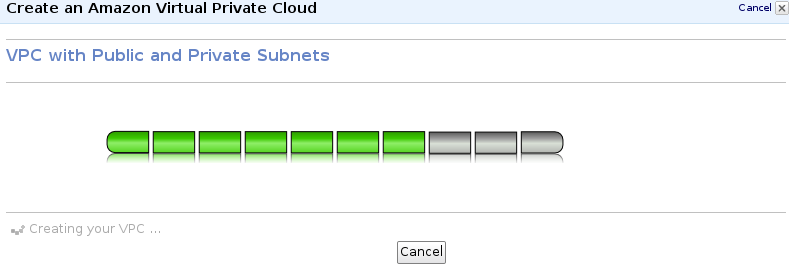 Create an Amazon Virtual Private Cloud
Cancel
VPC with Public and Private Subnets
Creating your VPC ...
Cancel